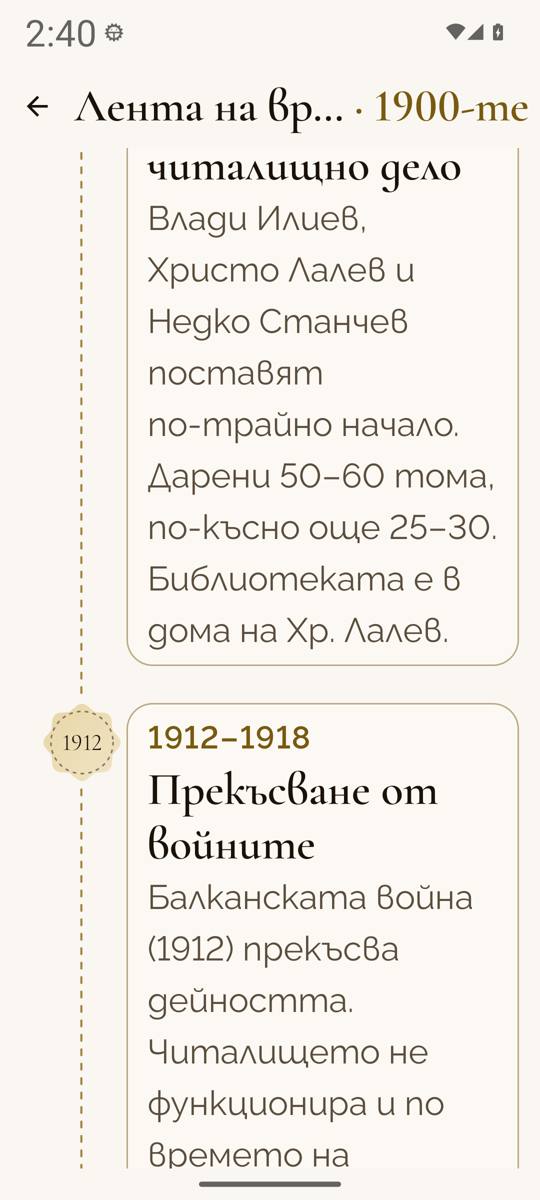 2:40
Лента на вр... · 1900-те
читалищно дело
Влади Илиев,
Христо Лалев и
Недко Станчев
поставят
по-трайно начало.
Дарени 50–60 тома,
по-късно още 25–30.
Библиотеката е в
дома на Хр. Лалев.
1912
1912–1918
Прекъсване от
войните
Балканската война
(1912) прекъсва
дейността.
Читалището не
функционира и по
времето на